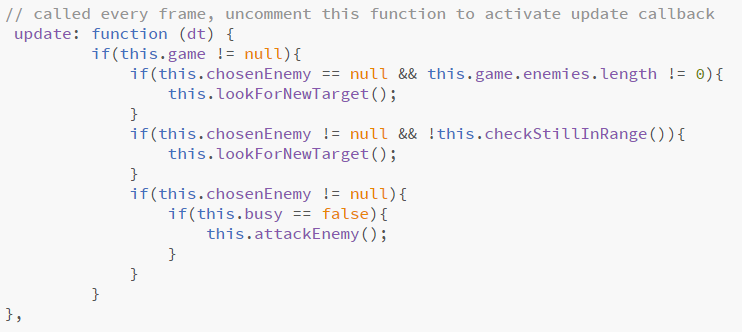 // called every frame, uncomment this function to activate update callback
 update: function (dt) {
         if(this.game != null){
             if(this.chosenEnemy == null && this.game.enemies.length != 0){
                 this.lookForNewTarget();
             }
             if(this.chosenEnemy != null && !this.checkStillInRange()){
                 this.lookForNewTarget();
             }
             if(this.chosenEnemy != null){
                 if(this.busy == false){
                     this.attackEnemy();
                 }
             }
         }
},